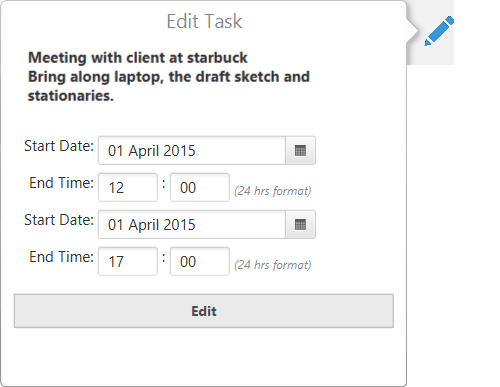 Edit Task
Meeting with client at starbuck
Bring along laptop, the draft sketch and
stationaries.
Start Date: 01 April 2015
End Time: 12 : 00 (24 hrs format)
Start Date: 01 April 2015
End Time: 17 : 00 (24 hrs format)
Edit